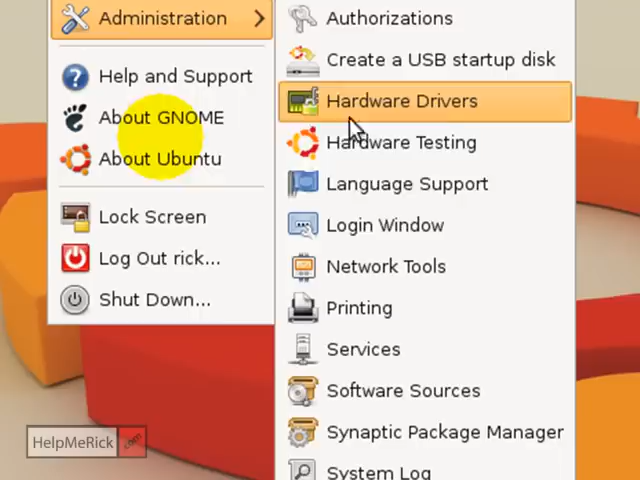 Administration
Help and Support
About GNOME
About Ubuntu
Lock Screen
Log Out rick...
Shut Down...
Authorizations
Create a USB startup disk
Hardware Drivers
Hardware Testing
Language Support
Login Window
Network Tools
Printing
Services
Software Sources
Synaptic Package Manager
System Log
HelpMeRick.com